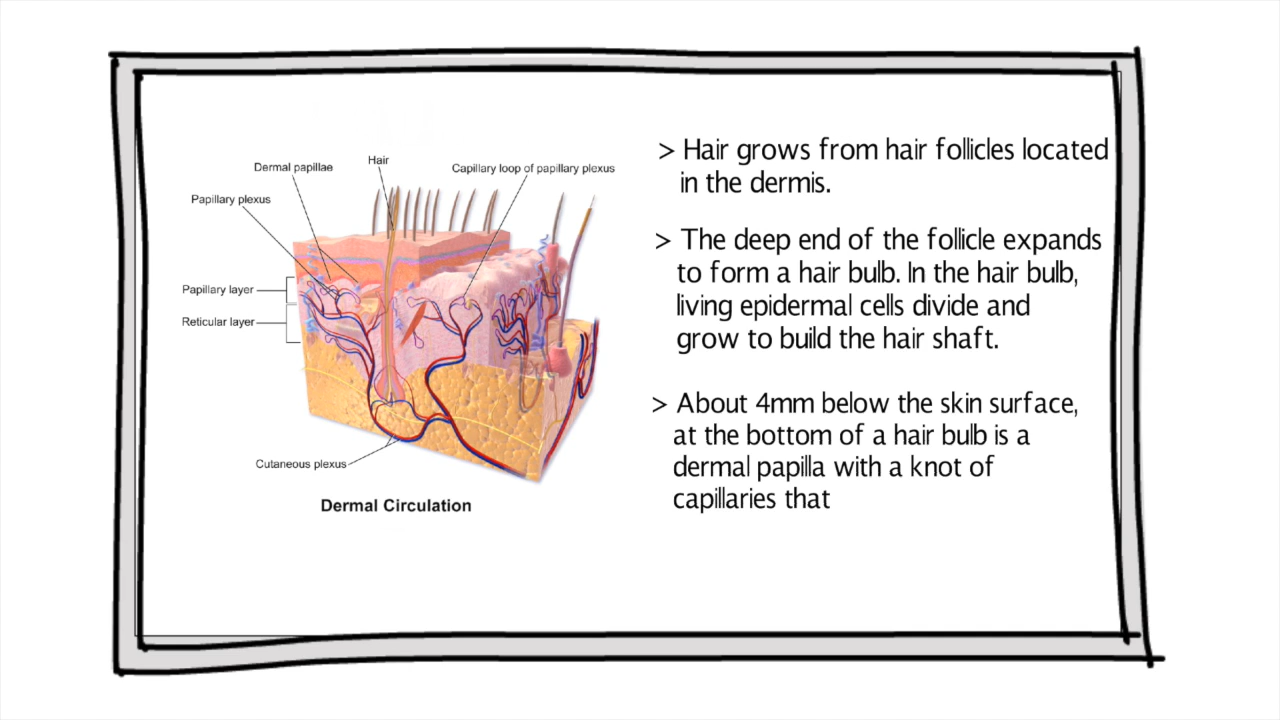 Dermal papillae
Hair
Capillary loop of papillary plexus
Papillary plexus
Papillary layer
Reticular layer
Cutaneous plexus
Dermal Circulation
> Hair grows from hair follicles located
in the dermis.
> The deep end of the follicle expands
to form a hair bulb. In the hair bulb,
living epidermal cells divide and
grow to build the hair shaft.
> About 4mm below the skin surface,
at the bottom of a hair bulb is a
dermal papilla with a knot of
capillaries that